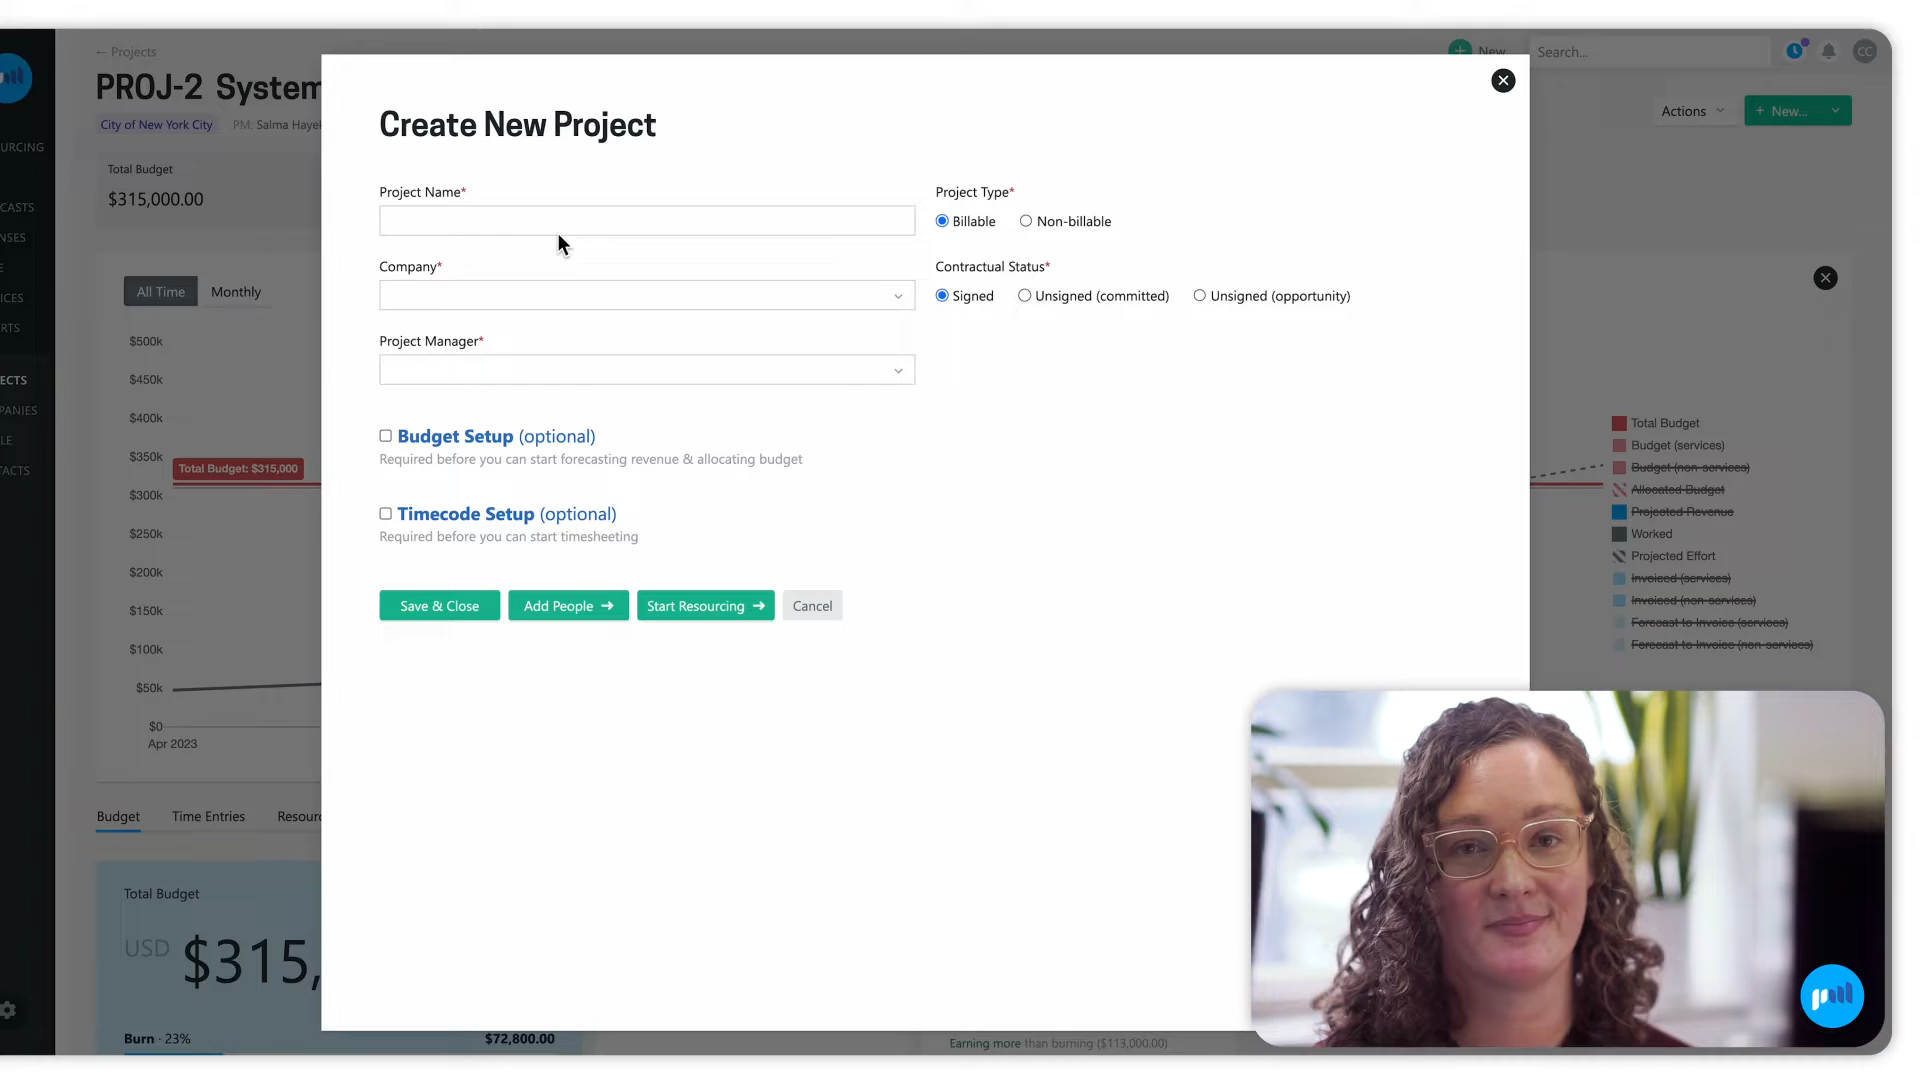 ← Projects
New
Search...
CC
PROJ-2 System
City of New York City
PM: Salma Hayek
Actions
+ New...
Total Budget
$315,000.00
URCING
CASTS
NSES
E
ICES
RTS
ECTS
PANIES
LE
TACTS
All Time
Monthly
$500k
$450k
$400k
$350k
$300k
$250k
$200k
$150k
$100k
$50k
$0
Apr 2023
Total Budget: $315,000
Create New Project
Project Name*
Project Type*
Billable
Non-billable
Company*
Contractual Status*
Signed
Unsigned (committed)
Unsigned (opportunity)
Project Manager*
Budget Setup (optional)
Required before you can start forecasting revenue & allocating budget
Timecode Setup (optional)
Required before you can start timesheeting
Save & Close
Add People →
Start Resourcing →
Cancel
Total Budget
Budget (services)
Budget (non-services)
Allocated Budget
Projected Revenue
Worked
Projected Effort
Invoiced (services)
Invoiced (non-services)
Forecast to Invoice (services)
Forecast to Invoice (non-services)
Budget
Time Entries
Resourc
Total Budget
USD $315,
Burn · 23%
$72,800.00
Earning more than burning ($113,000.00)